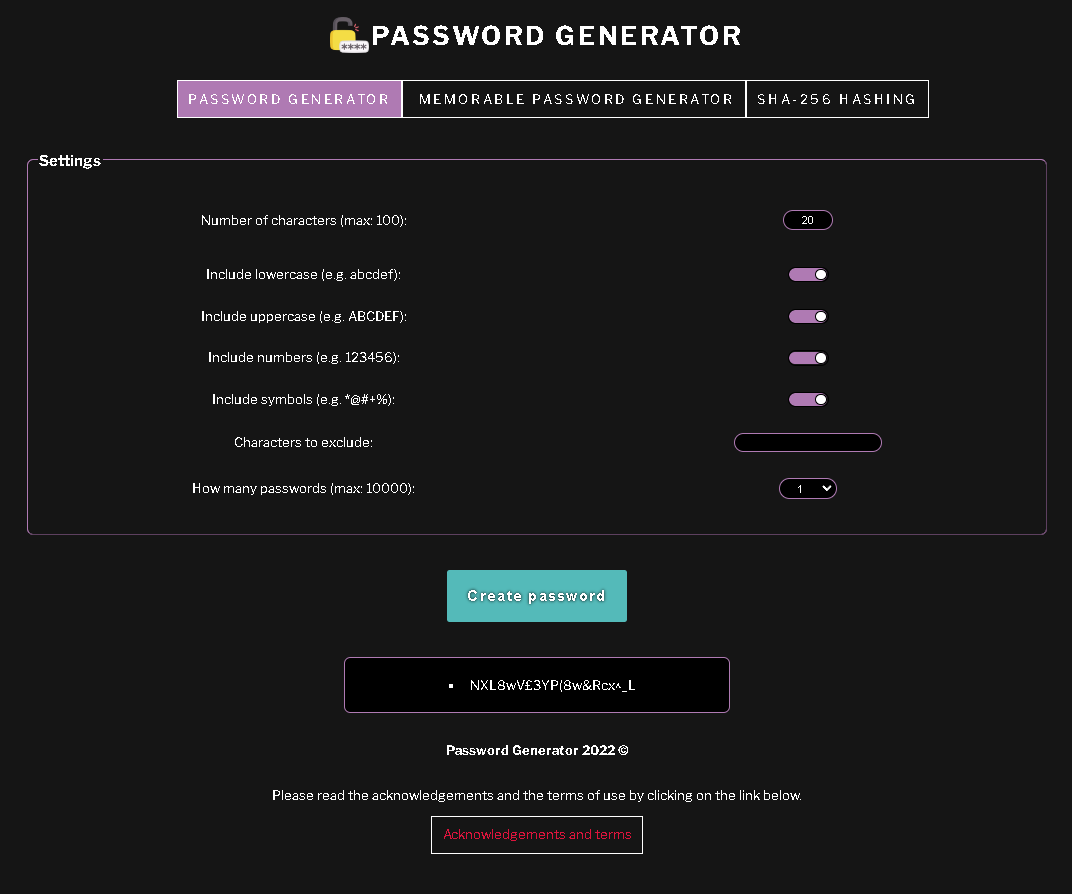 ****
PASSWORD GENERATOR
PASSWORD GENERATOR MEMORABLE PASSWORD GENERATOR SHA-256 HASHING
Settings
Number of characters (max: 100): 20
Include lowercase (e.g. abcdef):
Include uppercase (e.g. ABCDEF):
Include numbers (e.g. 123456):
Include symbols (e.g. *@#+%):
Characters to exclude:
How many passwords (max: 10000): 1
Create password
▪ NXL8wV£3YP(8w&Rcx^_L
Password Generator 2022 ©
Please read the acknowledgements and the terms of use by clicking on the link below.
Acknowledgements and terms